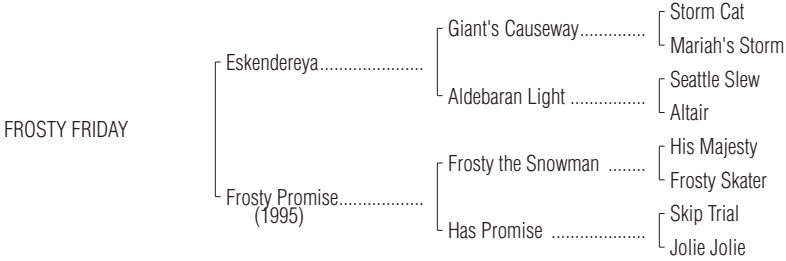 Storm Cat
Giant's Causeway..............
Mariah's Storm
Eskendereya......................
Seattle Slew
Aldebaran Light ................
Altair
FROSTY FRIDAY
His Majesty
Frosty the Snowman ........
Frosty Skater
Frosty Promise..................
(1995)
Skip Trial
Has Promise ....................
Jolie Jolie